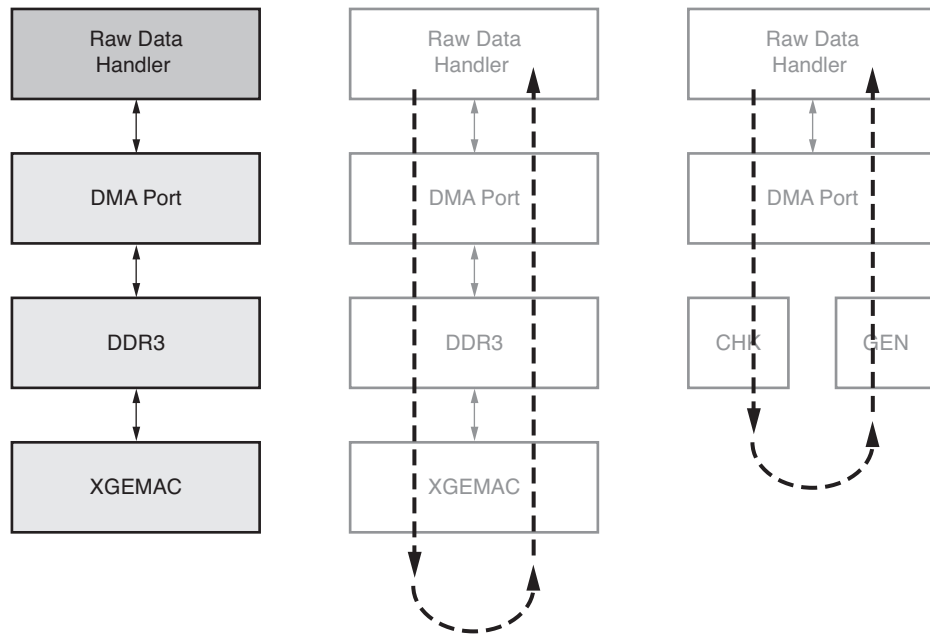 Raw Data
Handler
DMA Port
DDR3
XGEMAC
Raw Data
Handler
DMA Port
DDR3
XGEMAC
Raw Data
Handler
DMA Port
CHK
GEN